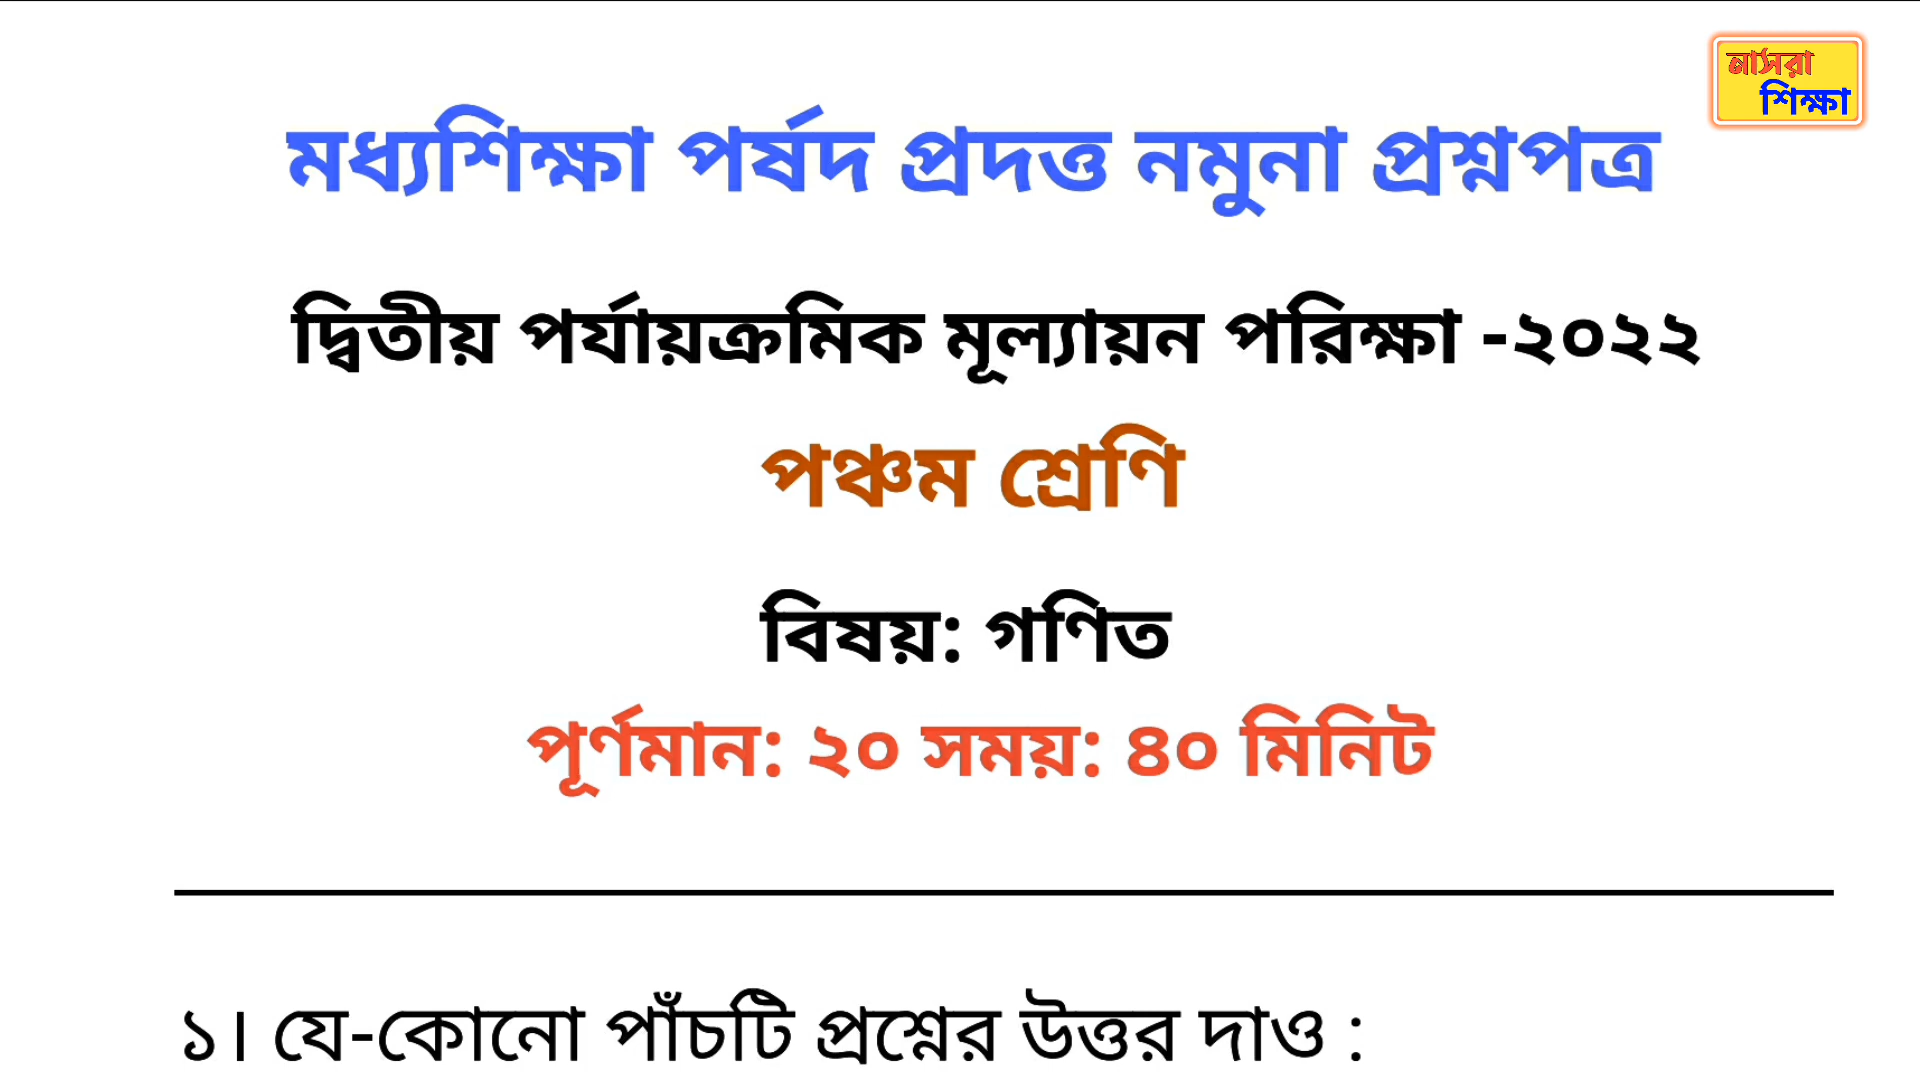 নাসরা
শিক্ষা
মধ্যশিক্ষা পর্ষদ প্রদত্ত নমুনা প্রশ্নপত্র
দ্বিতীয় পর্যায়ক্রমিক মূল্যায়ন পরিক্ষা -২০২২
পঞ্চম শ্রেণি
বিষয়: গণিত
পূর্ণমান: ২০ সময়: ৪০ মিনিট
১। যে-কোনো পাঁচটি প্রশ্নের উত্তর দাও :